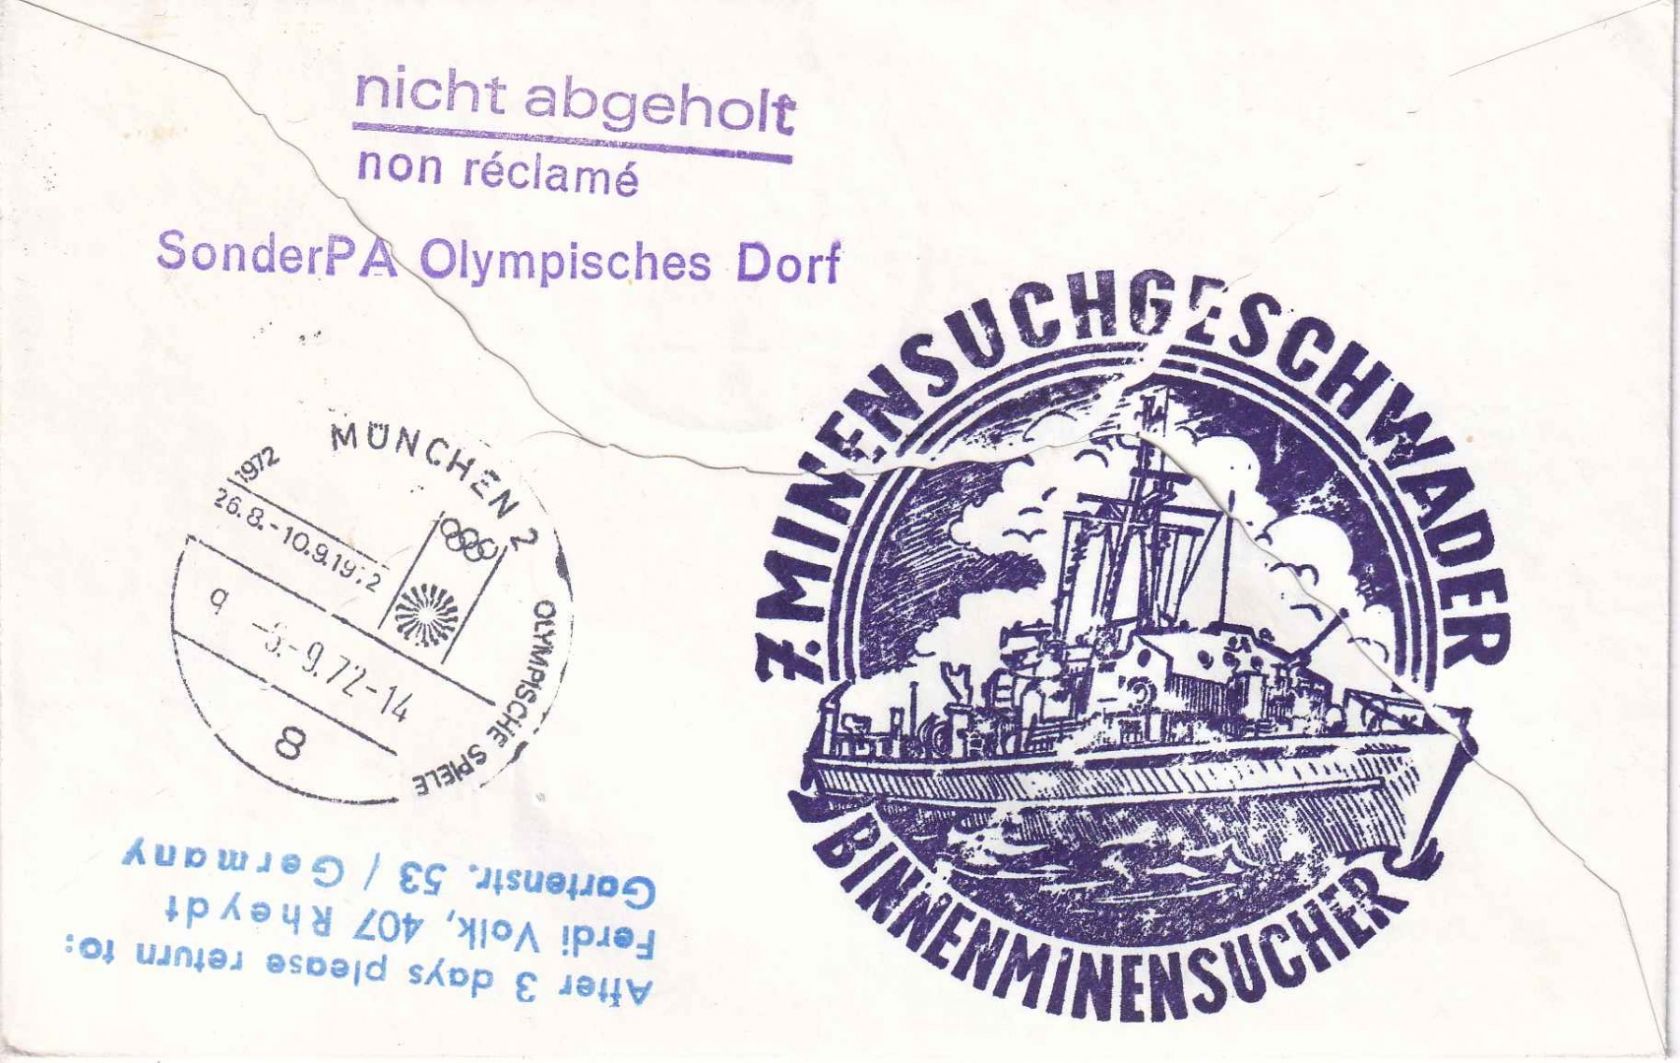 nicht abgeholt
non réclamé
SonderPA Olympisches Dorf
7. MINENSUCHGESCHWADER
BINNENMINENSUCHER
MÜNCHEN 2
1972
26.8.-10.9.1972
OLYMPISCHE SPIELE
q
-9.72-14
8
After 3 days please return to:
Ferdi Volk, 407 Rheydt
Gartenstr. 53 / Germany